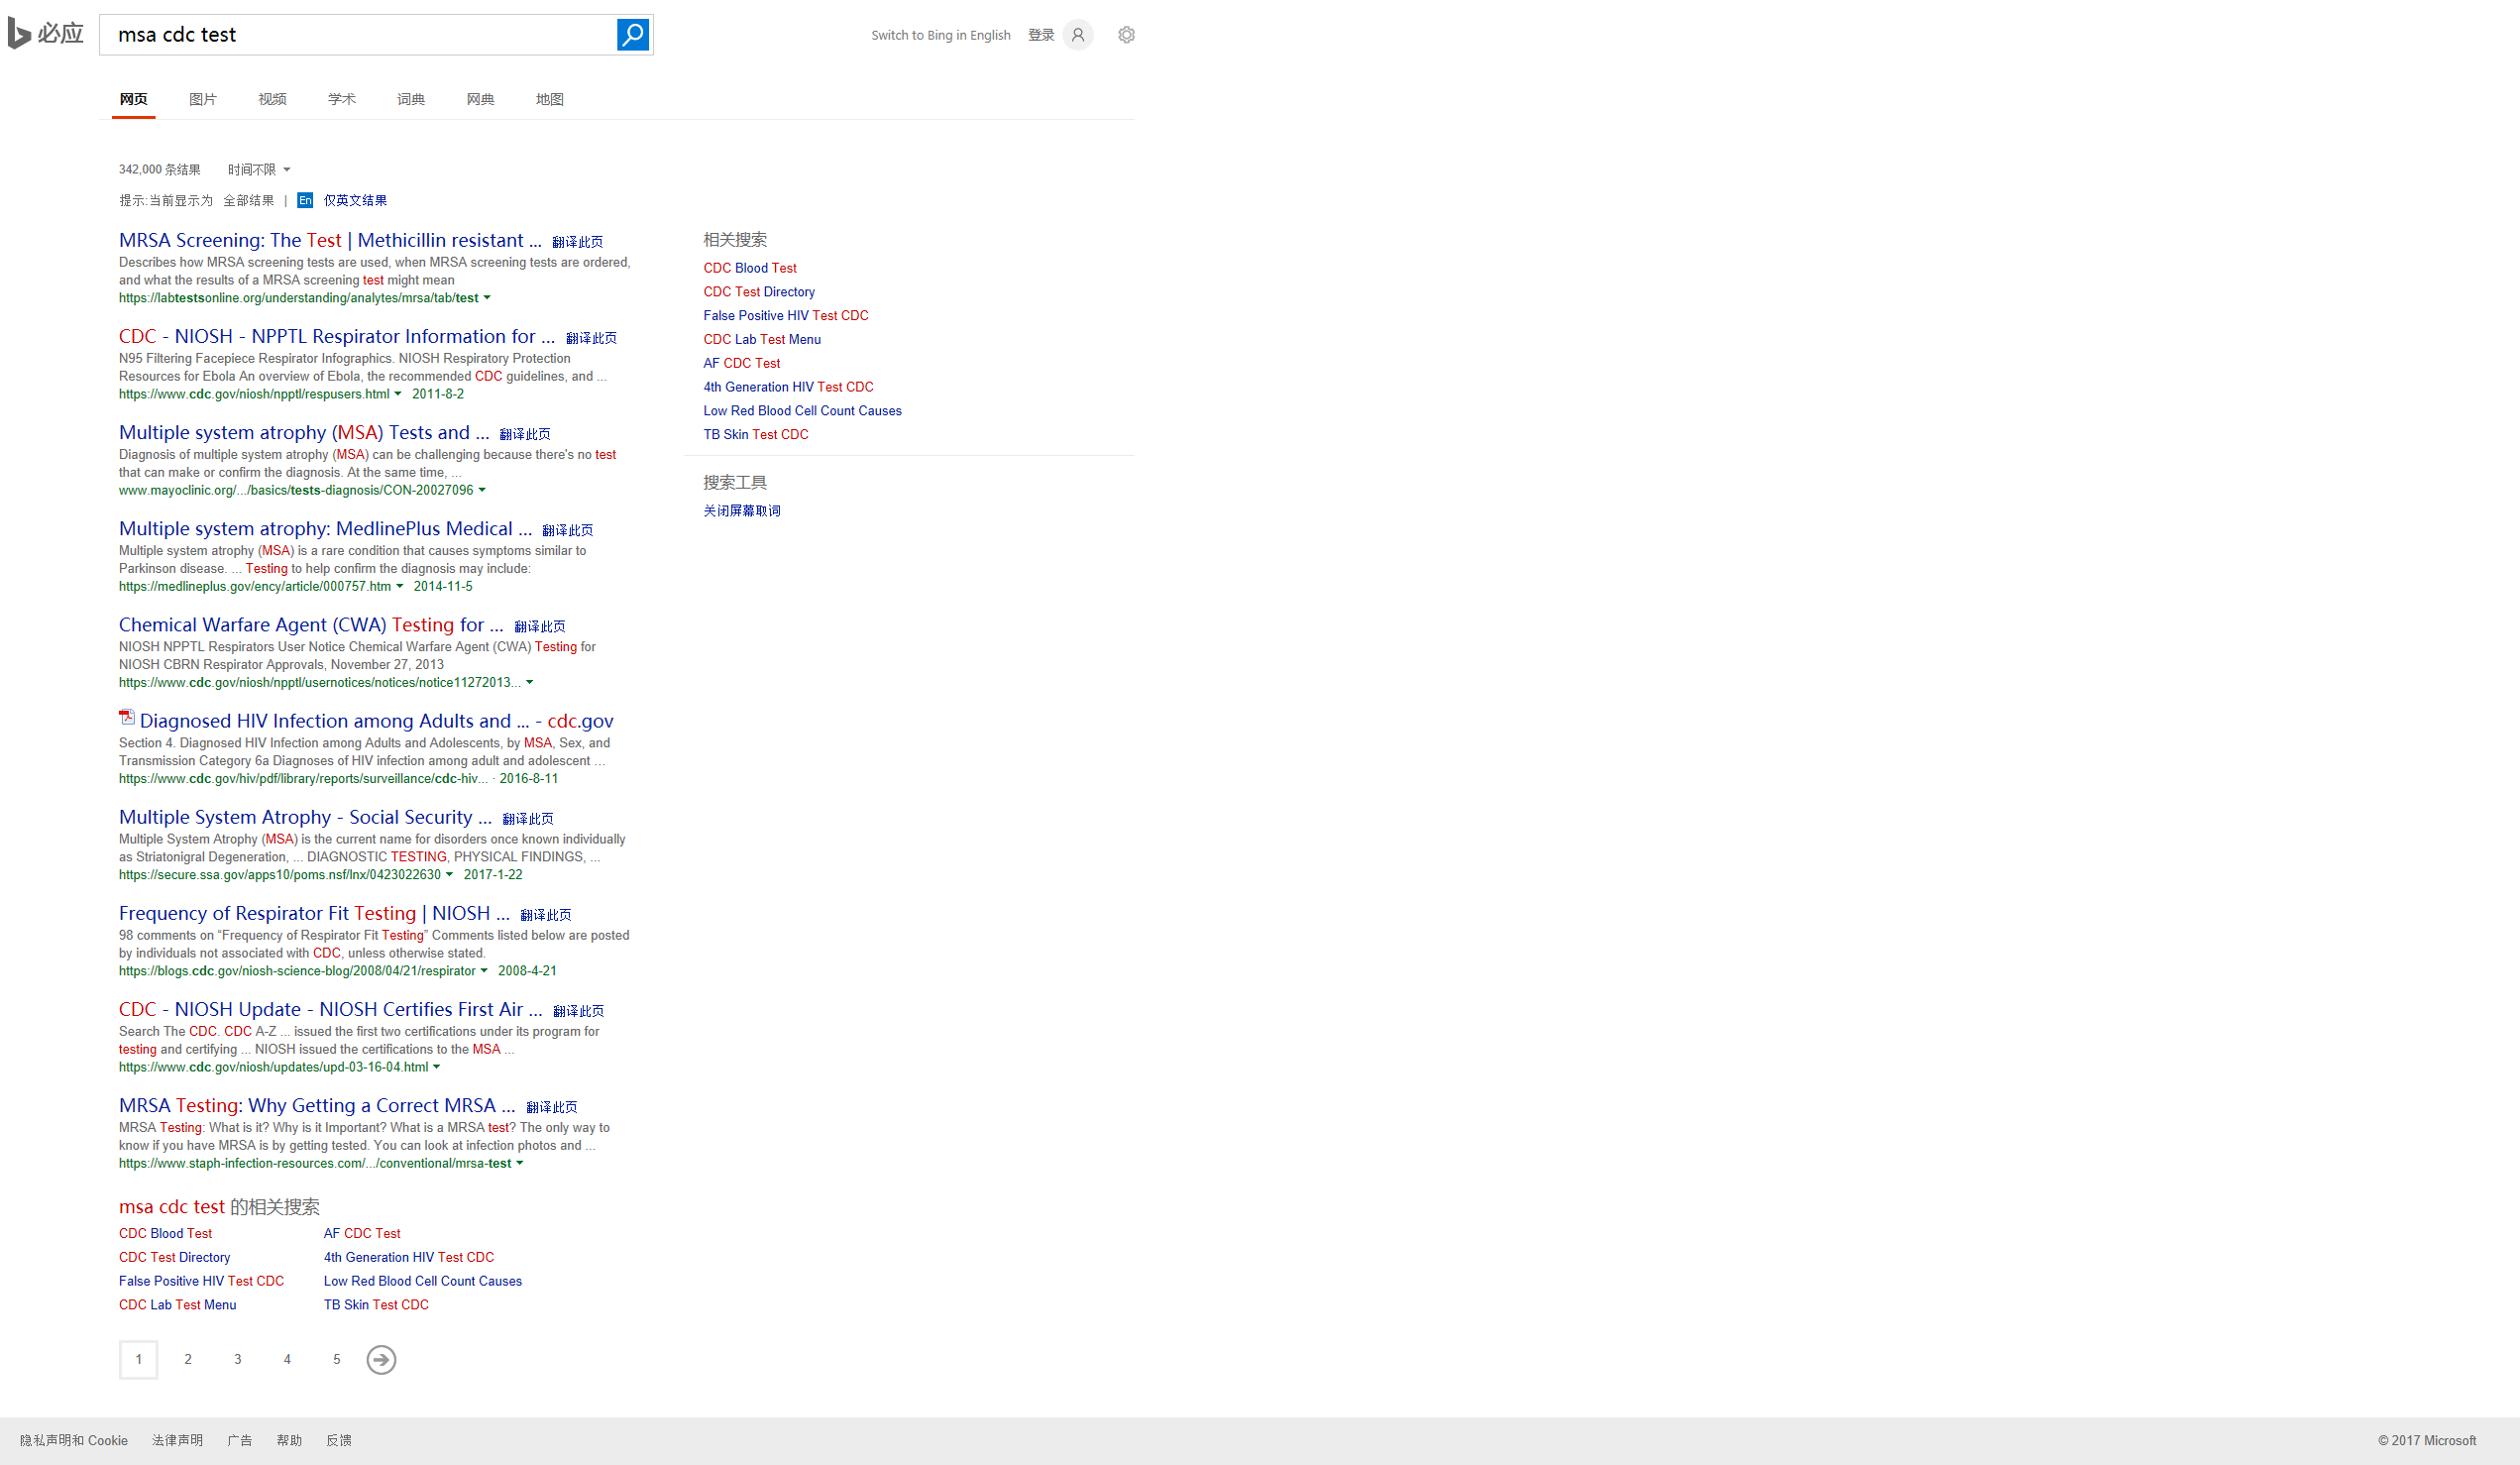 必应
msa cdc test
Switch to Bing in English 登录
网页 图片 视频 学术 词典 网典 地图
342,000 条结果 时间不限
提示:当前显示为 全部结果 | En 仅英文结果
MRSA Screening: The Test | Methicillin resistant ... 翻译此页
Describes how MRSA screening tests are used, when MRSA screening tests are ordered,
and what the results of a MRSA screening test might mean
https://labtestsonline.org/understanding/analytes/mrsa/tab/test
CDC - NIOSH - NPPTL Respirator Information for ... 翻译此页
N95 Filtering Facepiece Respirator Infographics. NIOSH Respiratory Protection
Resources for Ebola An overview of Ebola, the recommended CDC guidelines, and ...
https://www.cdc.gov/niosh/npptl/respusers.html 2011-8-2
Multiple system atrophy (MSA) Tests and ... 翻译此页
Diagnosis of multiple system atrophy (MSA) can be challenging because there's no test
that can make or confirm the diagnosis. At the same time, ...
www.mayoclinic.org/.../basics/tests-diagnosis/CON-20027096
Multiple system atrophy: MedlinePlus Medical ... 翻译此页
Multiple system atrophy (MSA) is a rare condition that causes symptoms similar to
Parkinson disease. ... Testing to help confirm the diagnosis may include:
https://medlineplus.gov/ency/article/000757.htm 2014-11-5
Chemical Warfare Agent (CWA) Testing for ... 翻译此页
NIOSH NPPTL Respirators User Notice Chemical Warfare Agent (CWA) Testing for
NIOSH CBRN Respirator Approvals, November 27, 2013
https://www.cdc.gov/niosh/npptl/usernotices/notices/notice11272013...
Diagnosed HIV Infection among Adults and ... - cdc.gov
Section 4. Diagnosed HIV Infection among Adults and Adolescents, by MSA, Sex, and
Transmission Category 6a Diagnoses of HIV infection among adult and adolescent ...
https://www.cdc.gov/hiv/pdf/library/reports/surveillance/cdc-hiv... · 2016-8-11
Multiple System Atrophy - Social Security ... 翻译此页
Multiple System Atrophy (MSA) is the current name for disorders once known individually
as Striatonigral Degeneration, ... DIAGNOSTIC TESTING, PHYSICAL FINDINGS, ...
https://secure.ssa.gov/apps10/poms.nsf/lnx/0423022630 2017-1-22
Frequency of Respirator Fit Testing | NIOSH ... 翻译此页
98 comments on “Frequency of Respirator Fit Testing” Comments listed below are posted
by individuals not associated with CDC, unless otherwise stated.
https://blogs.cdc.gov/niosh-science-blog/2008/04/21/respirator 2008-4-21
CDC - NIOSH Update - NIOSH Certifies First Air ... 翻译此页
Search The CDC. CDC A-Z ... issued the first two certifications under its program for
testing and certifying ... NIOSH issued the certifications to the MSA ...
https://www.cdc.gov/niosh/updates/upd-03-16-04.html
MRSA Testing: Why Getting a Correct MRSA ... 翻译此页
MRSA Testing: What is it? Why is it Important? What is a MRSA test? The only way to
know if you have MRSA is by getting tested. You can look at infection photos and ...
https://www.staph-infection-resources.com/.../conventional/mrsa-test
msa cdc test 的相关搜索
CDC Blood Test AF CDC Test
CDC Test Directory 4th Generation HIV Test CDC
False Positive HIV Test CDC Low Red Blood Cell Count Causes
CDC Lab Test Menu TB Skin Test CDC
1 2 3 4 5
相关搜索
CDC Blood Test
CDC Test Directory
False Positive HIV Test CDC
CDC Lab Test Menu
AF CDC Test
4th Generation HIV Test CDC
Low Red Blood Cell Count Causes
TB Skin Test CDC
搜索工具
关闭屏幕取词
隐私声明和 Cookie 法律声明 广告 帮助 反馈 © 2017 Microsoft